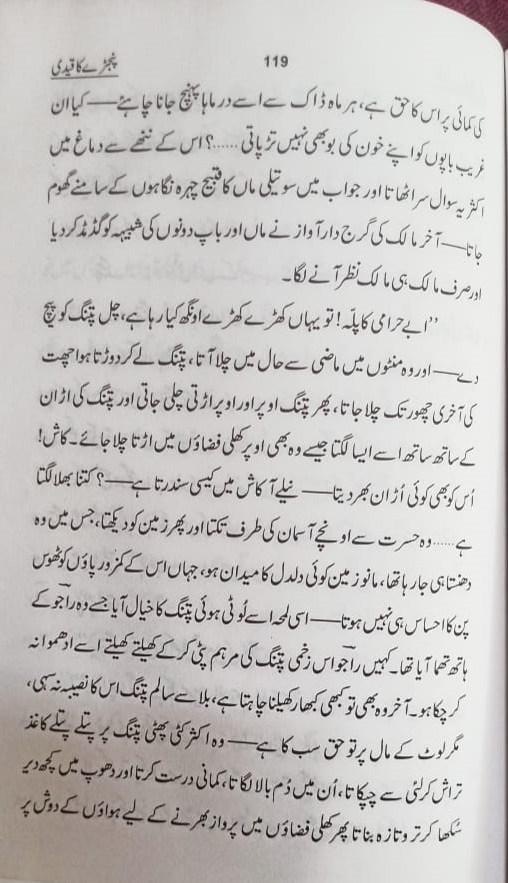 پنجڑے کا قیدی 119
کی کمائی پر اس کا حق ہے، ہر ماہ ڈاک سے اسے در ماہا پہنچ جانا چاہئے — کیا ان
غریب باپوں کو اپنے خون کی بو بھی نہیں تڑپاتی ......؟ اس کے ننھے سے دماغ میں
اکثر یہ سوال سر اٹھاتا اور جواب میں سوتیلی ماں کا قبیح چہرہ نگاہوں کے سامنے گھوم
جاتا — آخر مالک کی گرج دار آواز نے ماں اور باپ دونوں کی شبیہہ کو گڈمڈ کر دیا
اور صرف مالک ہی مالک نظر آنے لگا۔
”ابے حرامی کا پلّہ! تو یہاں کھڑے کھڑے اونگھ کیا رہا ہے، چل پتنگ کو پیچ
دے — اور وہ منٹوں میں ماضی سے حال میں چلا آتا، پتنگ لے کر دوڑتا ہوا چھت
کی آخری چھور تک چلا جاتا، پھر پتنگ اوپر اور اوپر اڑتی چلی جاتی اور پتنگ کی اڑان
کے ساتھ ساتھ اسے ایسا لگتا جیسے وہ بھی اوپر کھلی فضاؤں میں اڑتا چلا جائے۔ کاش!
اُس کو بھی کوئی اُڑان بھر دیتا — نیلے آکاش میں کیسی سندرتا ہے —؟ کتنا بھلا لگتا
ہے ...... وہ حسرت سے اونچے آسمان کی طرف تکتا اور پھر زمین کو دیکھتا، جس میں وہ
دھنستا ہی جا رہا تھا، مانو زمین کوئی دلدل کا میدان ہو، جہاں اس کے کمزور پاؤں کو ٹھوس
پن کا احساس ہی نہیں ہوتا — اسی لمحہ اسے لُوٹی ہوئی پتنگ کا خیال آیا جسے وہ راجو کے
ہاتھ تھما آیا تھا۔ کہیں راجو اس زخمی پتنگ کی مرہم پٹی کر کے کھیلتے کھیلتے اسے ادھموا نہ
کر چکا ہو۔ آخر وہ بھی تو کبھی کبھار کھیلنا چاہتا ہے، بلا سے سالم پتنگ اس کا نصیبہ نہ سہی،
مگر لوٹ کے مال پر تو حق سب کا ہے — وہ اکثر کٹی پھٹی پتنگ پر پتلے پتلے کاغذ
تراش کر لئی سے چپکاتا، اُن میں دُم بالا لگاتا، کمانی درست کرتا اور دھوپ میں کچھ دیر
سُکھا کر تر و تازہ بناتا پھر کھلی فضاؤں میں پرواز بھرنے کے لیے ہواؤں کے دوش پر